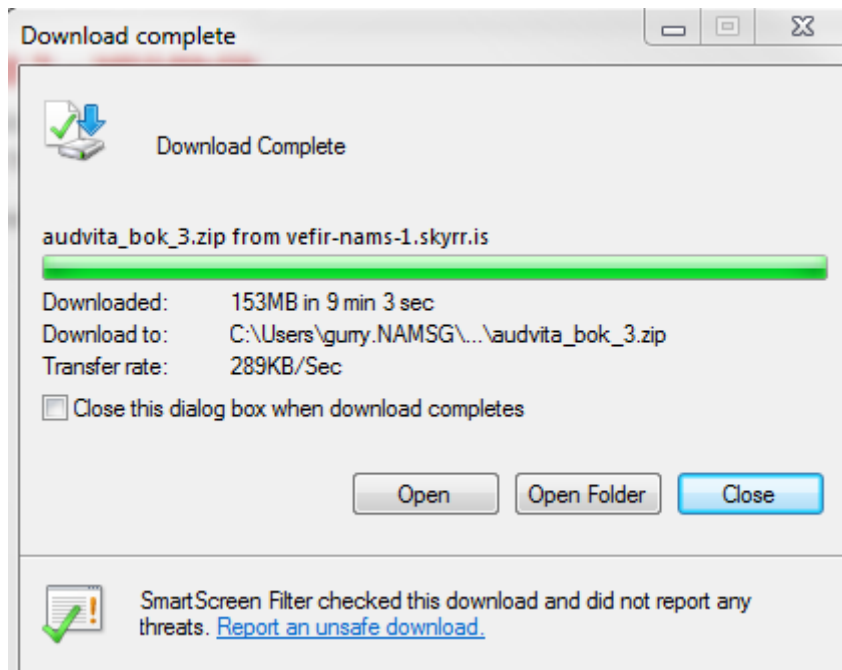 Download complete
Download Complete
audvita_bok_3.zip from vefir-nams-1.skyrr.is
Downloaded: 153MB in 9 min 3 sec
Download to: C:\Users\gurry.NAMSG\...\audvita_bok_3.zip
Transfer rate: 289KB/Sec
Close this dialog box when download completes
Open Open Folder Close
SmartScreen Filter checked this download and did not report any
threats. Report an unsafe download.